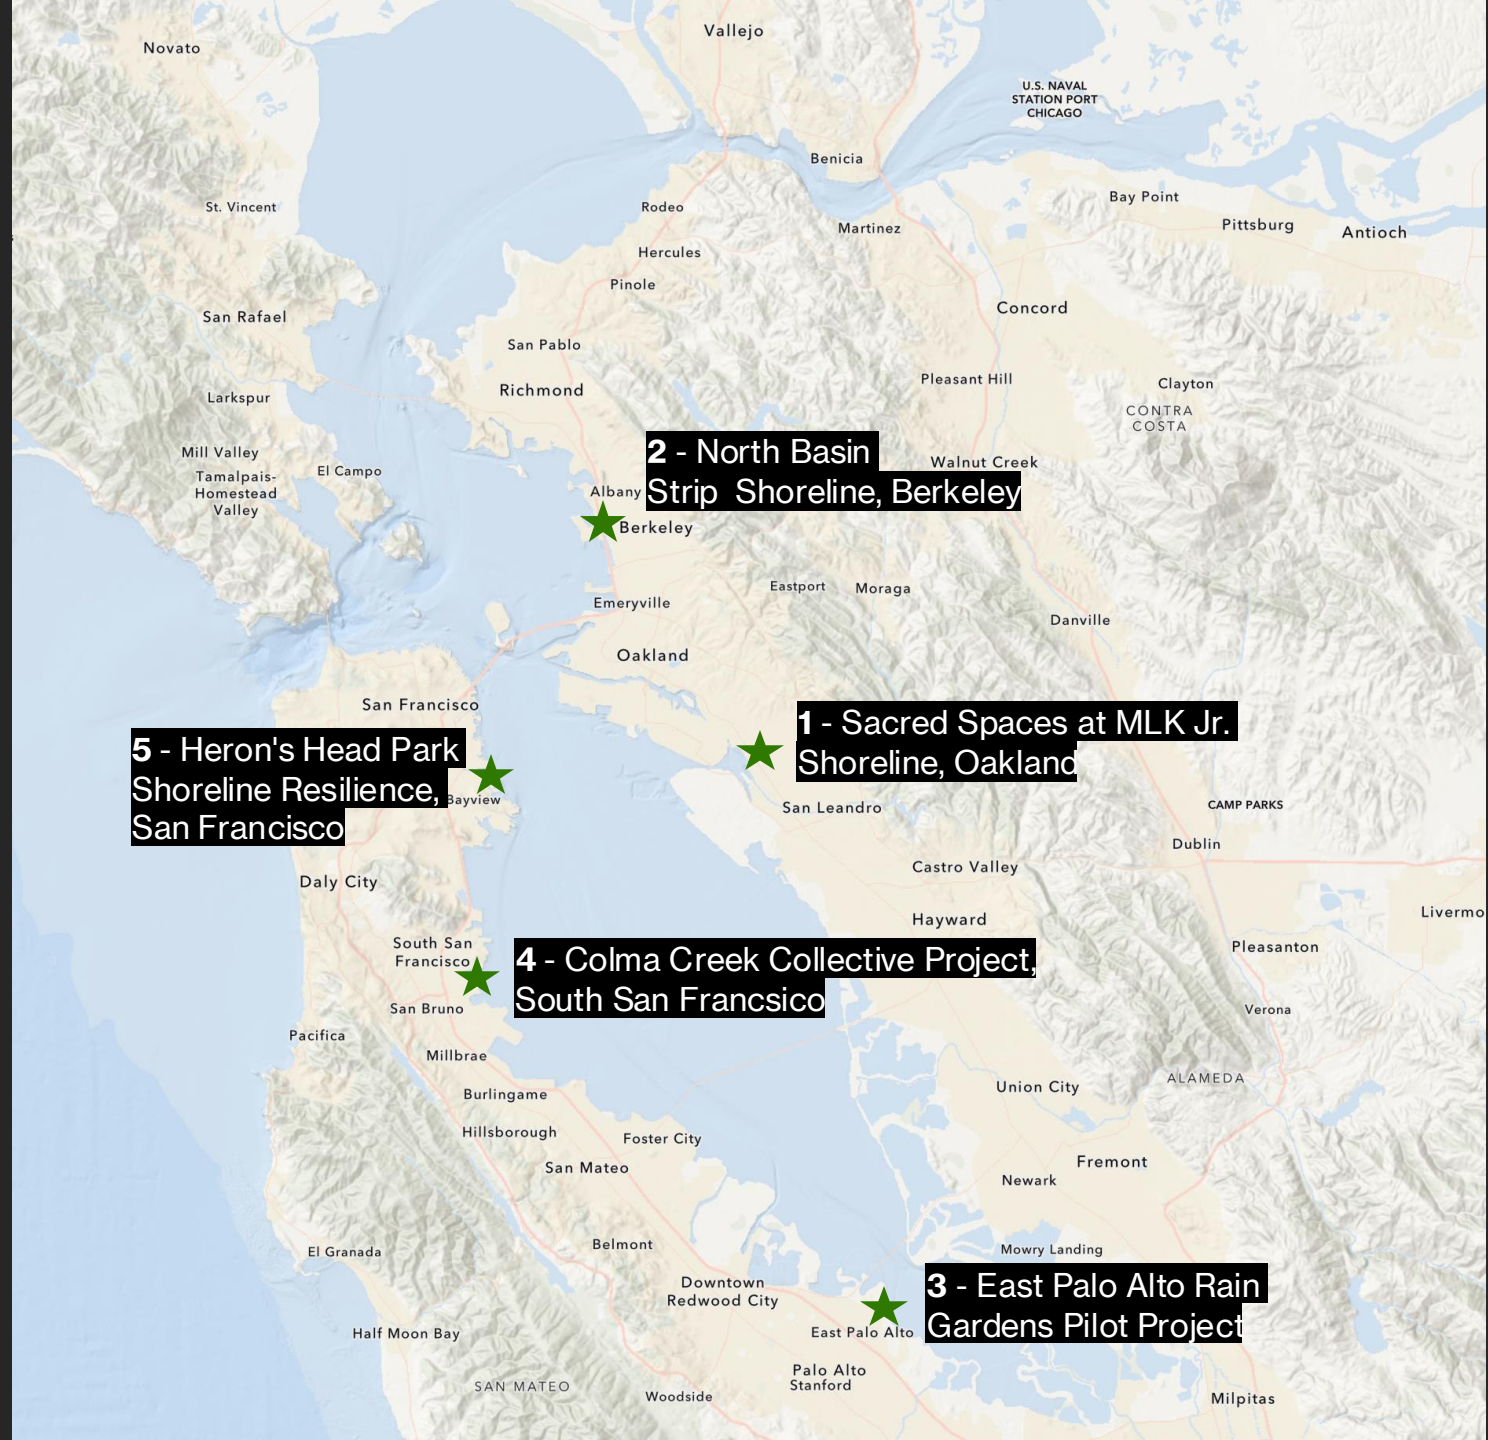 Vallejo
Novato
U.S. NAVAL
STATION PORT
CHICAGO
Benicia
Bay Point
St. Vincent
Rodeo
Martinez
Pittsburg
Antioch
Hercules
Pinole
Concord
San Rafael
San Pablo
Richmond
Pleasant Hill
Clayton
Larkspur
CONTRA
COSTA
Mill Valley
El Campo
Tamalpais-
Homestead
Valley
2 - North Basin
Strip  Shoreline, Berkeley
Walnut Creek
Albany
Berkeley
Eastport
Moraga
Emeryville
Danville
Oakland
San Francisco
1 - Sacred Spaces at MLK Jr.
Shoreline, Oakland
5 - Heron's Head Park
Shoreline Resilience,
San Francisco
Bayview
San Leandro
CAMP PARKS
Dublin
Castro Valley
Daly City
Hayward
Livermo
South San
Francisco
Pleasanton
4 - Colma Creek Collective Project,
South San Francsico
San Bruno
Verona
Pacifica
Millbrae
ALAMEDA
Union City
Burlingame
Hillsborough
Foster City
San Mateo
Fremont
Newark
Belmont
El Granada
Mowry Landing
Downtown
Redwood City
3 - East Palo Alto Rain
Gardens Pilot Project
East Palo Alto
Half Moon Bay
Palo Alto
Stanford
SAN MATEO
Woodside
Milpitas